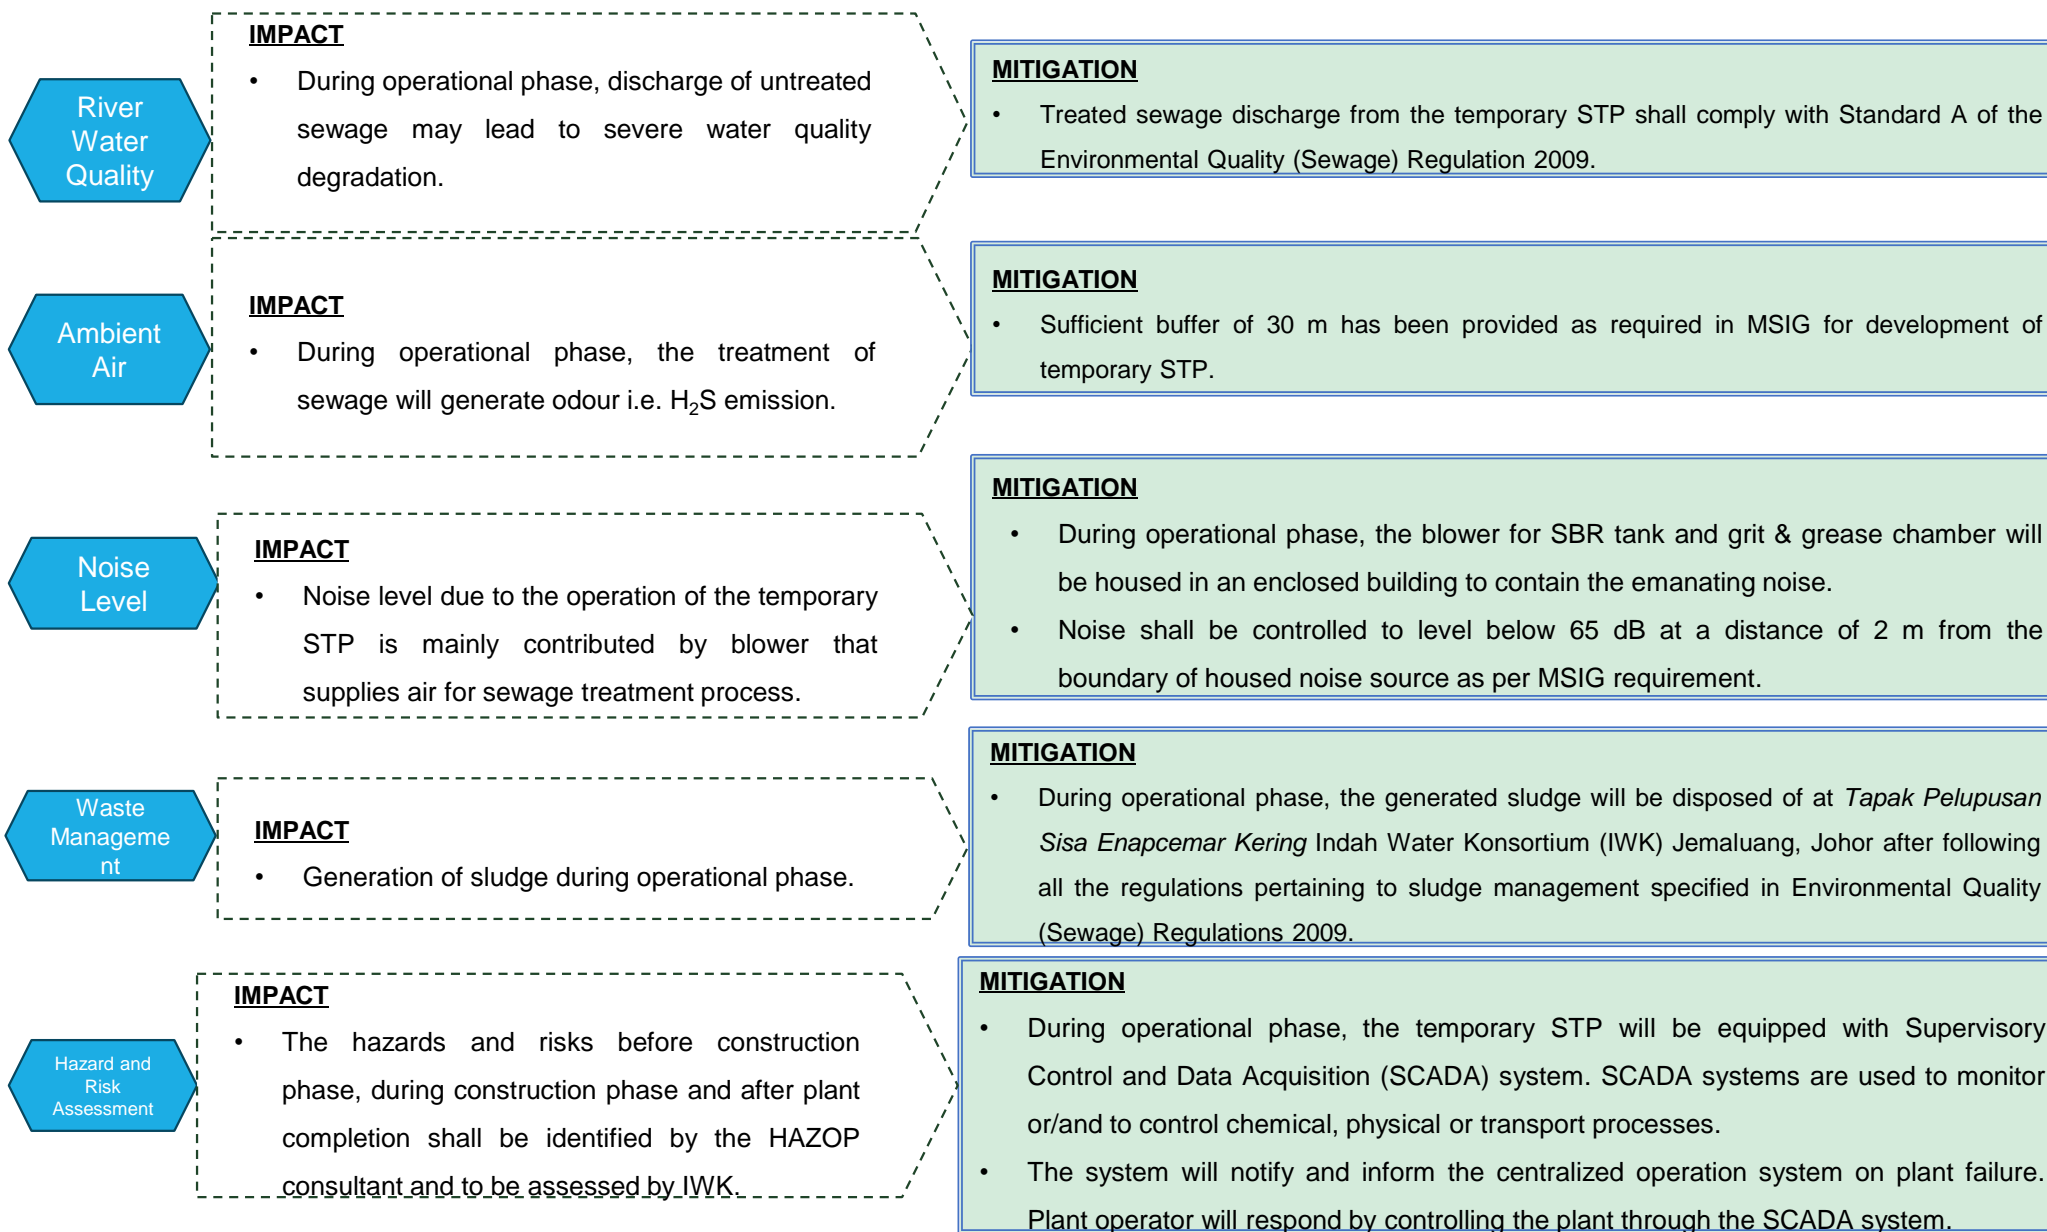 River
Water
Quality
IMPACT
• During operational phase, discharge of untreated
sewage may lead to severe water quality
degradation.
MITIGATION
• Treated sewage discharge from the temporary STP shall comply with Standard A of the
Environmental Quality (Sewage) Regulation 2009.
Ambient
Air
IMPACT
• During operational phase, the treatment of
sewage will generate odour i.e. H₂S emission.
MITIGATION
• Sufficient buffer of 30 m has been provided as required in MSIG for development of
temporary STP.
Noise
Level
IMPACT
• Noise level due to the operation of the temporary
STP is mainly contributed by blower that
supplies air for sewage treatment process.
MITIGATION
• During operational phase, the blower for SBR tank and grit & grease chamber will
be housed in an enclosed building to contain the emanating noise.
• Noise shall be controlled to level below 65 dB at a distance of 2 m from the
boundary of housed noise source as per MSIG requirement.
Waste
Manageme
nt
IMPACT
• Generation of sludge during operational phase.
MITIGATION
• During operational phase, the generated sludge will be disposed of at Tapak Pelupusan
Sisa Enapcemar Kering Indah Water Konsortium (IWK) Jemaluang, Johor after following
all the regulations pertaining to sludge management specified in Environmental Quality
(Sewage) Regulations 2009.
Hazard and
Risk
Assessment
IMPACT
• The hazards and risks before construction
phase, during construction phase and after plant
completion shall be identified by the HAZOP
consultant and to be assessed by IWK.
MITIGATION
• During operational phase, the temporary STP will be equipped with Supervisory
Control and Data Acquisition (SCADA) system. SCADA systems are used to monitor
or/and to control chemical, physical or transport processes.
• The system will notify and inform the centralized operation system on plant failure.
Plant operator will respond by controlling the plant through the SCADA system.